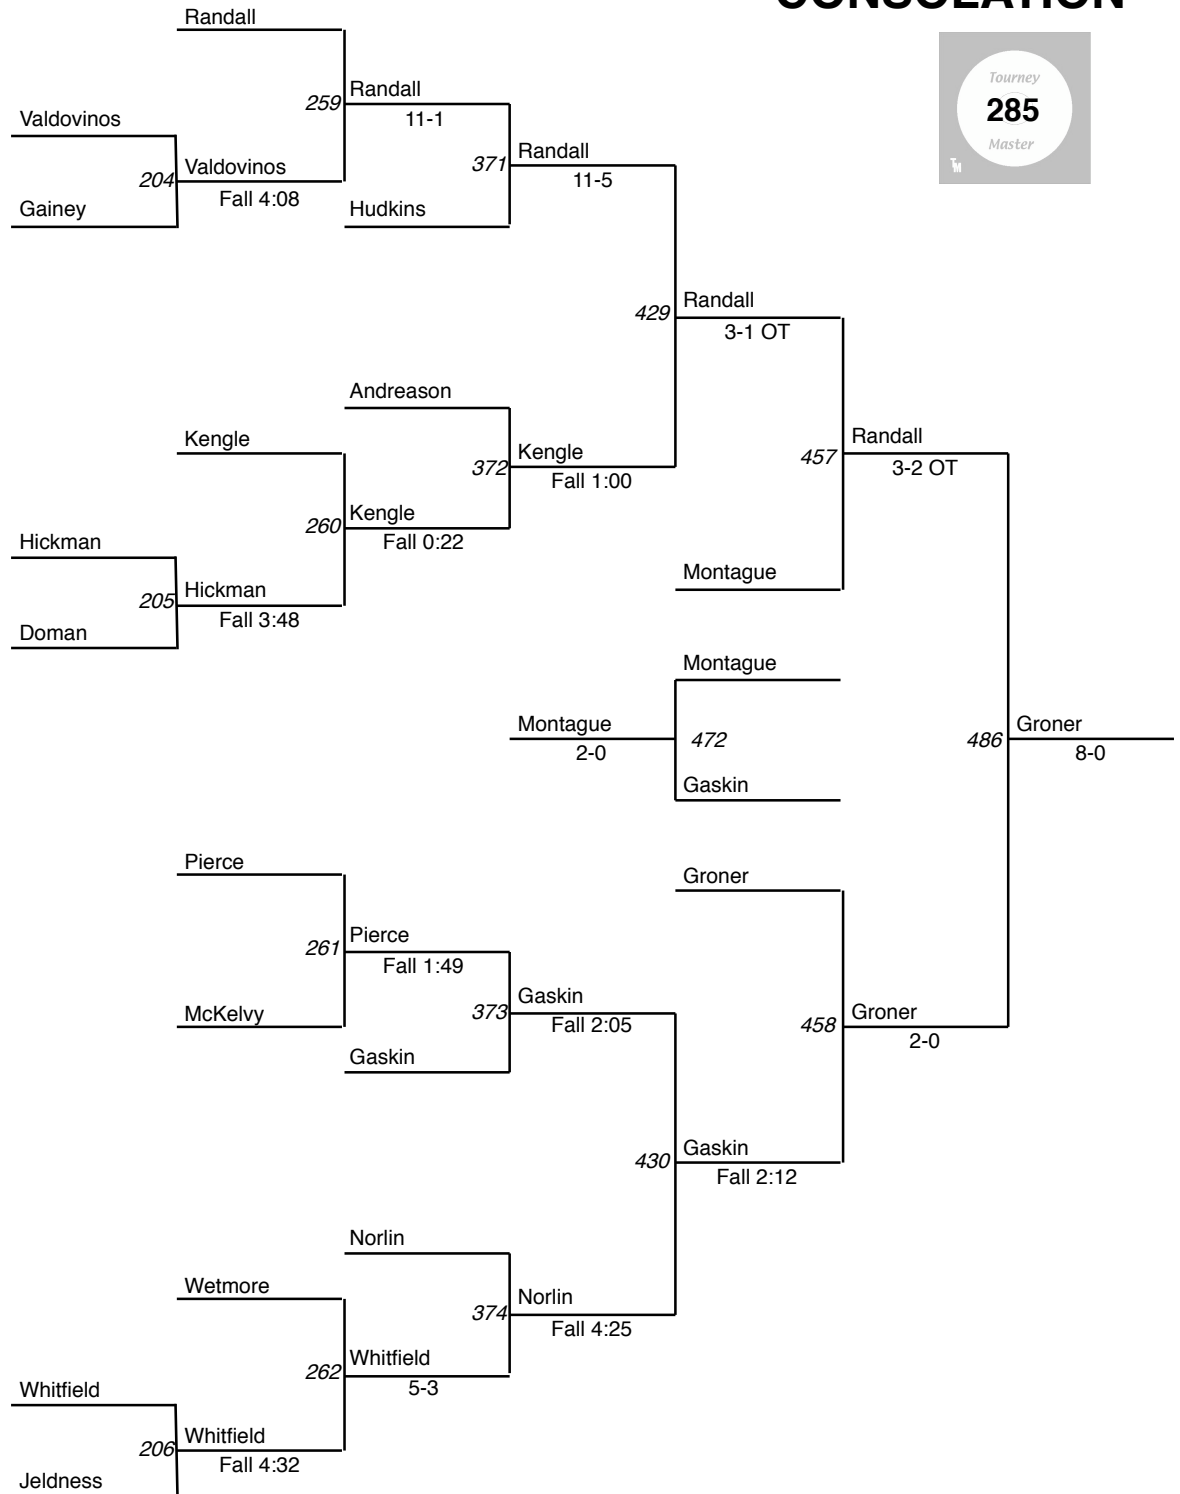 CONSOLATION
Randall
Tourney
285
Master
TM
259
Randall
11-1
Valdovinos
204
Valdovinos
Fall 4:08
371
Randall
11-5
Gainey
Hudkins
429
Randall
3-1 OT
Andreason
Kengle
372
Kengle
Fall 1:00
457
Randall
3-2 OT
260
Kengle
Fall 0:22
Hickman
205
Hickman
Fall 3:48
Montague
Doman
Montague
Montague
2-0
472
486
Groner
8-0
Gaskin
Pierce
Groner
261
Pierce
Fall 1:49
373
Gaskin
Fall 2:05
McKelvy
458
Groner
2-0
Gaskin
430
Gaskin
Fall 2:12
Norlin
Wetmore
374
Norlin
Fall 4:25
262
Whitfield
5-3
Whitfield
206
Whitfield
Fall 4:32
Jeldness